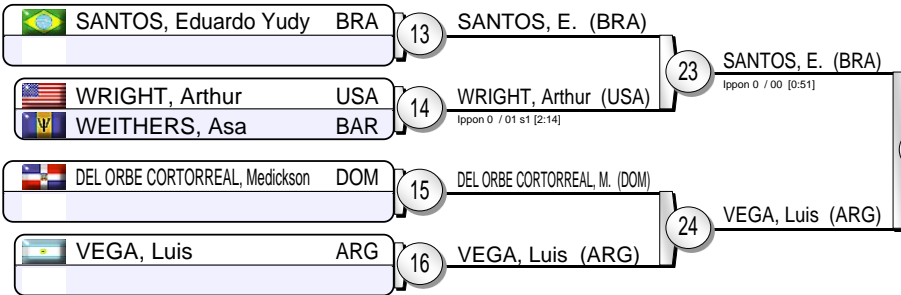 SANTOS, Eduardo Yudy BRA
13
SANTOS, E. (BRA)
23
SANTOS, E. (BRA)
Ippon 0 / 00 [0:51]
WRIGHT, Arthur USA
WEITHERS, Asa BAR
14
WRIGHT, Arthur (USA)
Ippon 0 / 01 s1 [2:14]
DEL ORBE CORTORREAL, Medickson DOM
15
DEL ORBE CORTORREAL, M. (DOM)
24
VEGA, Luis (ARG)
VEGA, Luis ARG
16
VEGA, Luis (ARG)